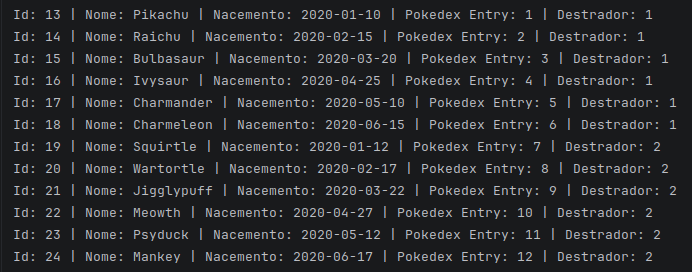 Id: 13 | Nome: Pikachu | Nacemento: 2020-01-10 | Pokedex Entry: 1 | Destrador: 1
Id: 14 | Nome: Raichu | Nacemento: 2020-02-15 | Pokedex Entry: 2 | Destrador: 1
Id: 15 | Nome: Bulbasaur | Nacemento: 2020-03-20 | Pokedex Entry: 3 | Destrador: 1
Id: 16 | Nome: Ivysaur | Nacemento: 2020-04-25 | Pokedex Entry: 4 | Destrador: 1
Id: 17 | Nome: Charmander | Nacemento: 2020-05-10 | Pokedex Entry: 5 | Destrador: 1
Id: 18 | Nome: Charmeleon | Nacemento: 2020-06-15 | Pokedex Entry: 6 | Destrador: 1
Id: 19 | Nome: Squirtle | Nacemento: 2020-01-12 | Pokedex Entry: 7 | Destrador: 2
Id: 20 | Nome: Wartortle | Nacemento: 2020-02-17 | Pokedex Entry: 8 | Destrador: 2
Id: 21 | Nome: Jigglypuff | Nacemento: 2020-03-22 | Pokedex Entry: 9 | Destrador: 2
Id: 22 | Nome: Meowth | Nacemento: 2020-04-27 | Pokedex Entry: 10 | Destrador: 2
Id: 23 | Nome: Psyduck | Nacemento: 2020-05-12 | Pokedex Entry: 11 | Destrador: 2
Id: 24 | Nome: Mankey | Nacemento: 2020-06-17 | Pokedex Entry: 12 | Destrador: 2